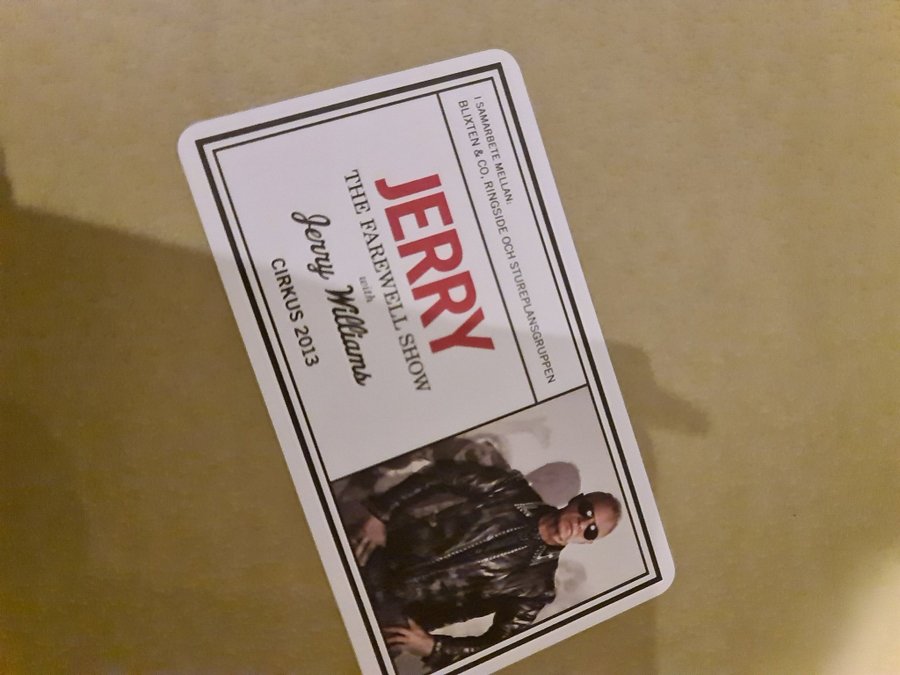 I SAMARBETE MELLAN:
BLIXTEN & CO, RINGSIDE OCH STUREPLANSGRUPPEN
JERRY
THE FAREWELL SHOW
with
Jerry Williams
CIRKUS 2013